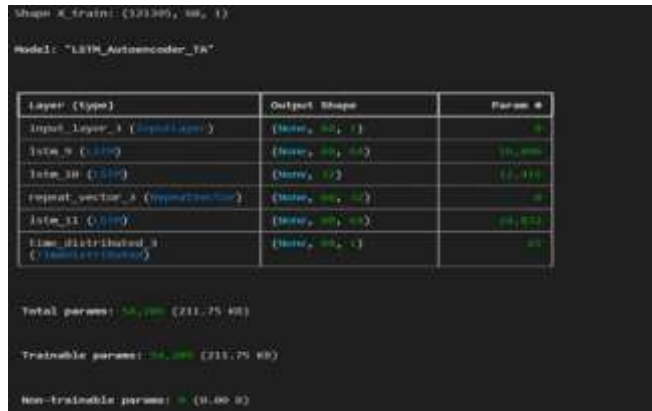 Shape X_train: (121305, 60, 1)
Model: "LSTM_Autoencoder_TA"
Layer (type) Output Shape Param #
input_layer_3 (InputLayer) (None, 60, 1) 0
lstm_9 (LSTM) (None, 60, 64) 16,896
lstm_10 (LSTM) (None, 32) 12,416
repeat_vector_3 (RepeatVector) (None, 60, 32) 0
lstm_11 (LSTM) (None, 60, 64) 24,832
time_distributed_3 (None, 60, 1) 65
(TimeDistributed)
Total params: 54,209 (211.75 KB)
Trainable params: 54,209 (211.75 KB)
Non-trainable params: 0 (0.00 B)